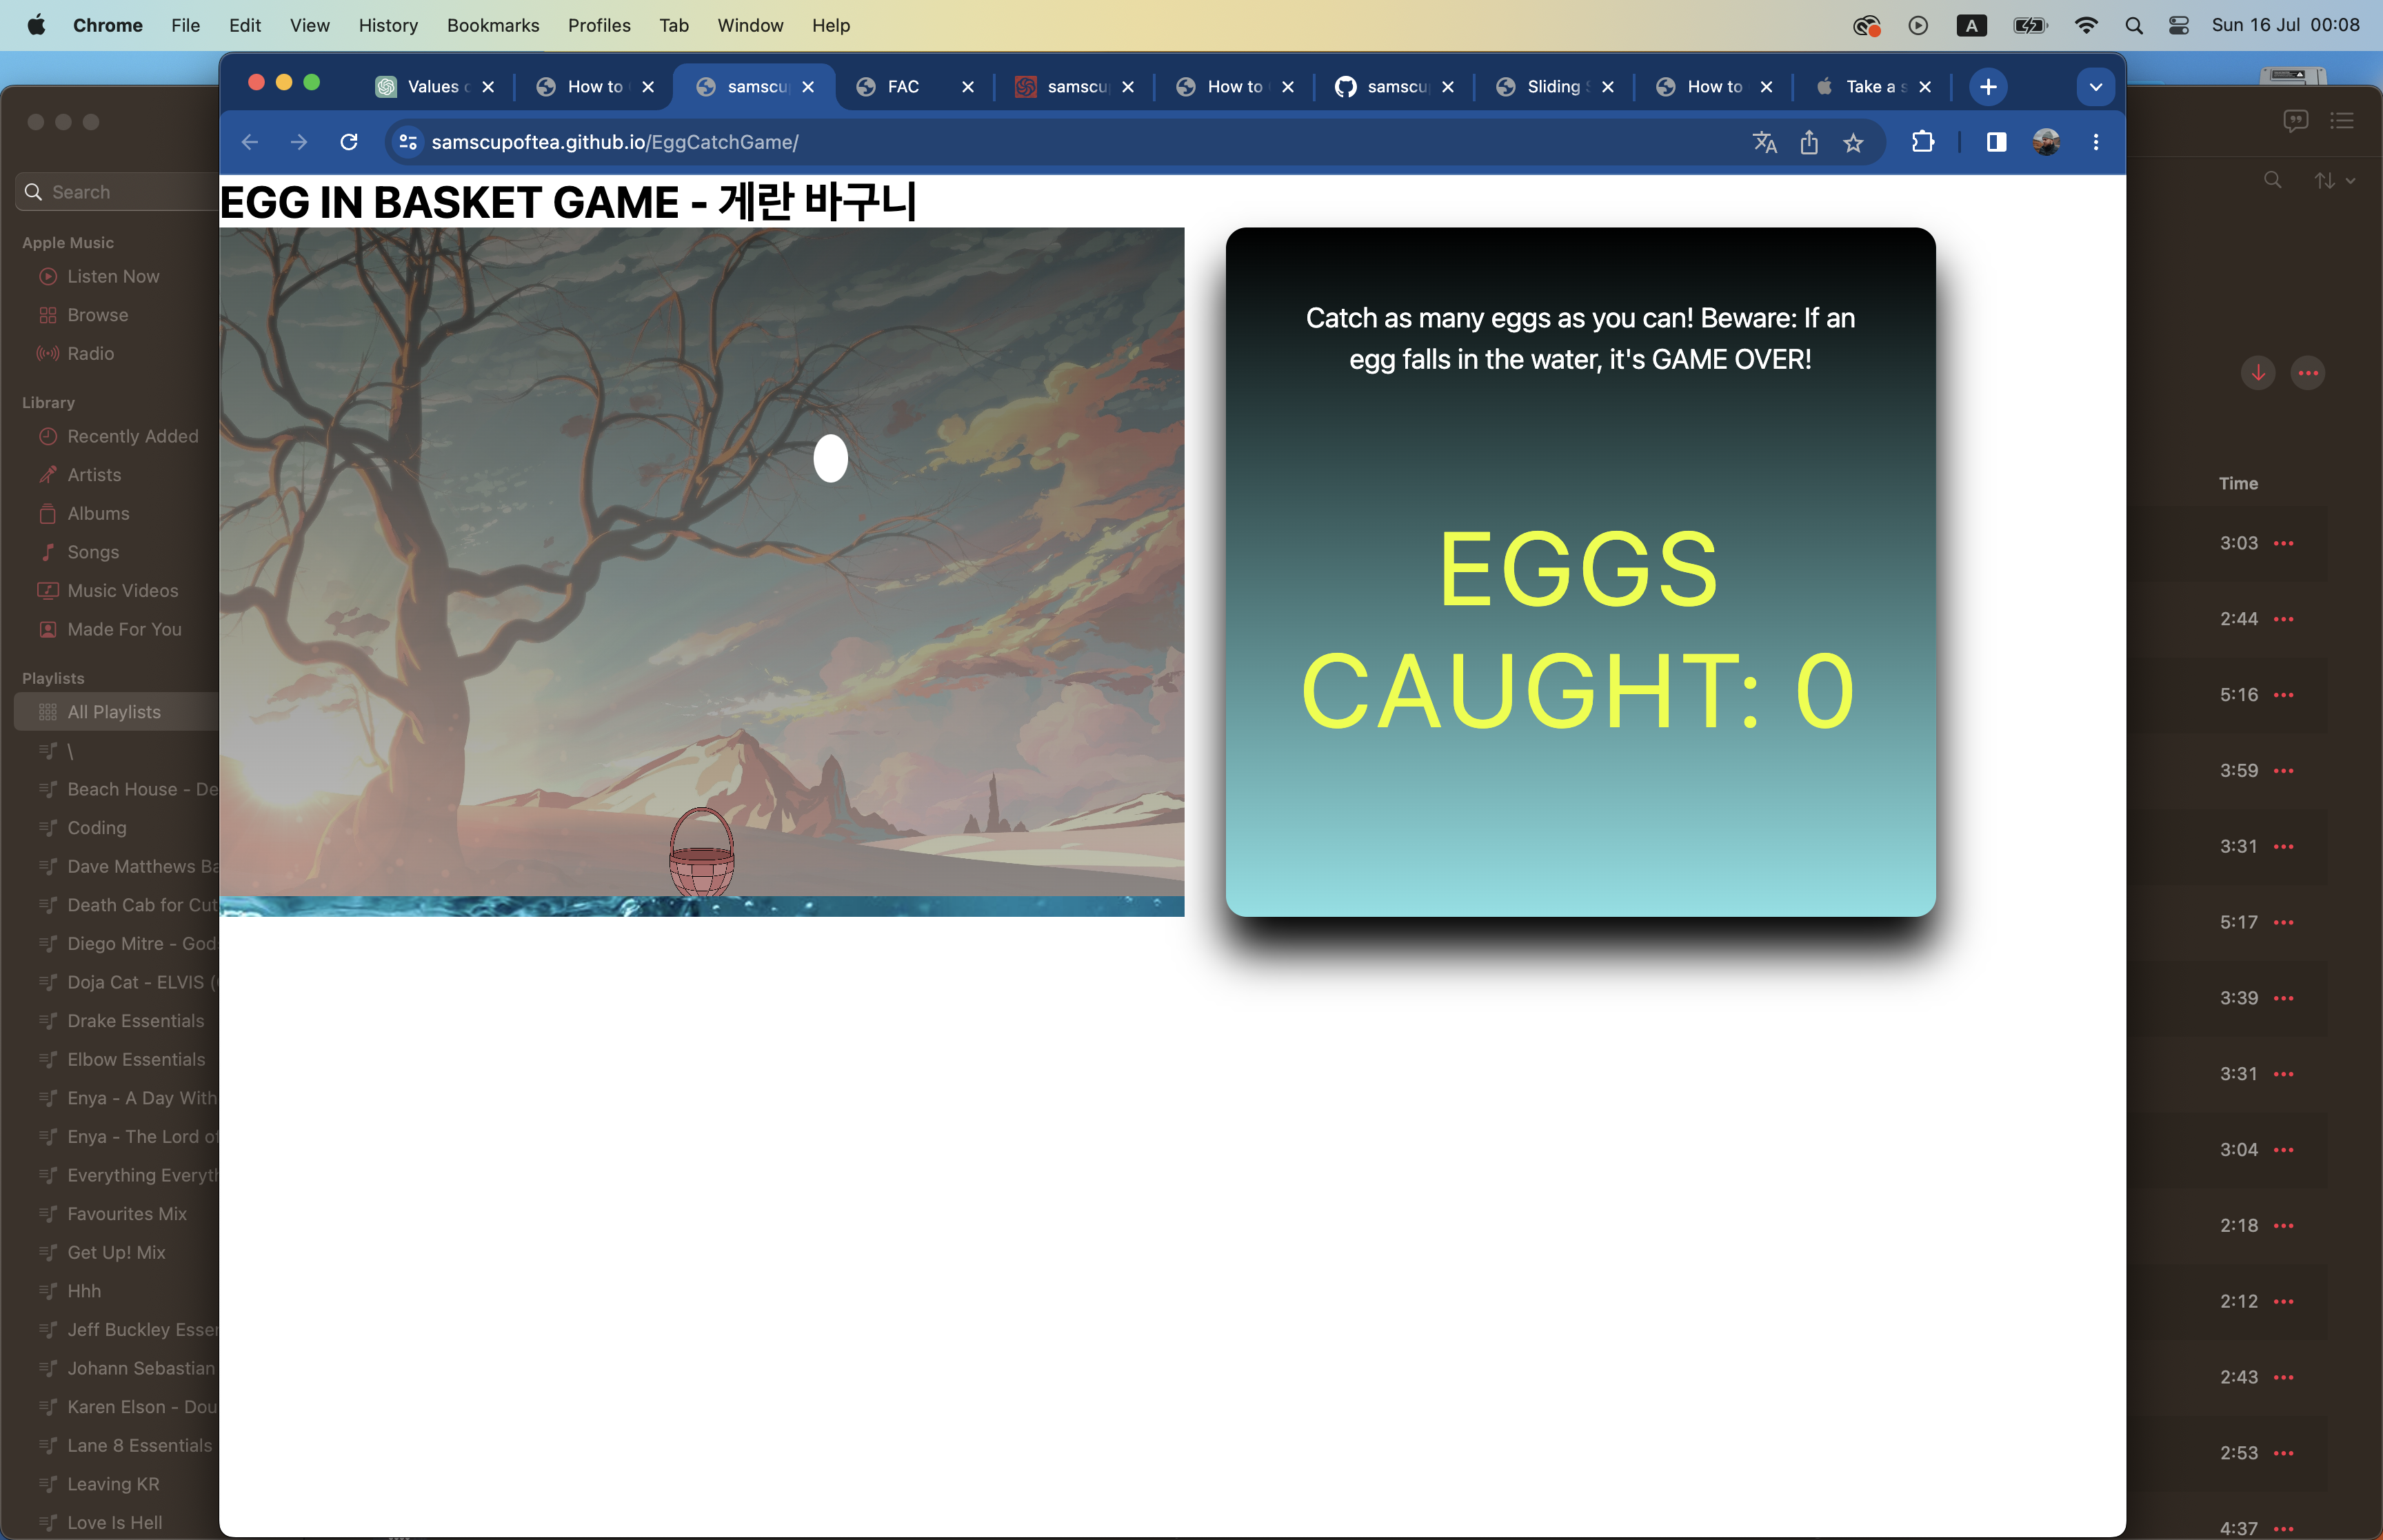 Chrome File Edit View History Bookmarks Profiles Tab Window Help
A
Sun 16 Jul 00:08
Values
How to
samscu
FAC
samscu
How to
samscu
Sliding
How to
Take a s
samscupoftea.github.io/EggCatchGame/
EGG IN BASKET GAME - 게란 바구니
Catch as many eggs as you can! Beware: If an
egg falls in the water, it's GAME OVER!
EGGS
CAUGHT: 0
Search
Apple Music
Listen Now
Browse
Radio
Library
Recently Added
Artists
Albums
Songs
Music Videos
Made For You
Playlists
All Playlists
\
Beach House - De
Coding
Dave Matthews Ba
Death Cab for Cut
Diego Mitre - God
Doja Cat - ELVIS (
Drake Essentials
Elbow Essentials
Enya - A Day With
Enya - The Lord of
Everything Everyth
Favourites Mix
Get Up! Mix
Hhh
Jeff Buckley Esser
Johann Sebastian
Karen Elson - Dou
Lane 8 Essentials
Leaving KR
Love Is Hell
Time
3:03
2:44
5:16
3:59
3:31
5:17
3:39
3:31
3:04
2:18
2:12
2:43
2:53
4:37